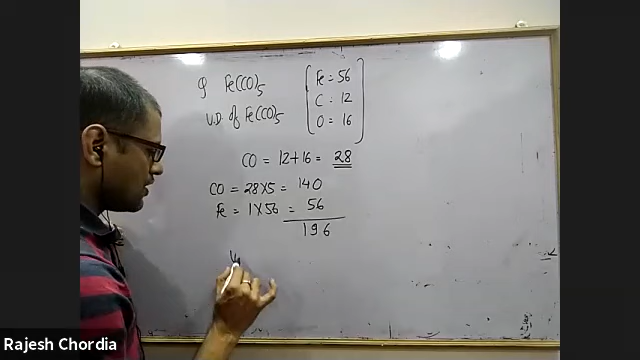 Q Fe(CO)5 [Fe = 56
C = 12
V.D. of Fe(CO)5 O = 16]
CO = 12+16 = 28
CO = 28×5 = 140
Fe = 1×56 = 56
196
V
Rajesh Chordia